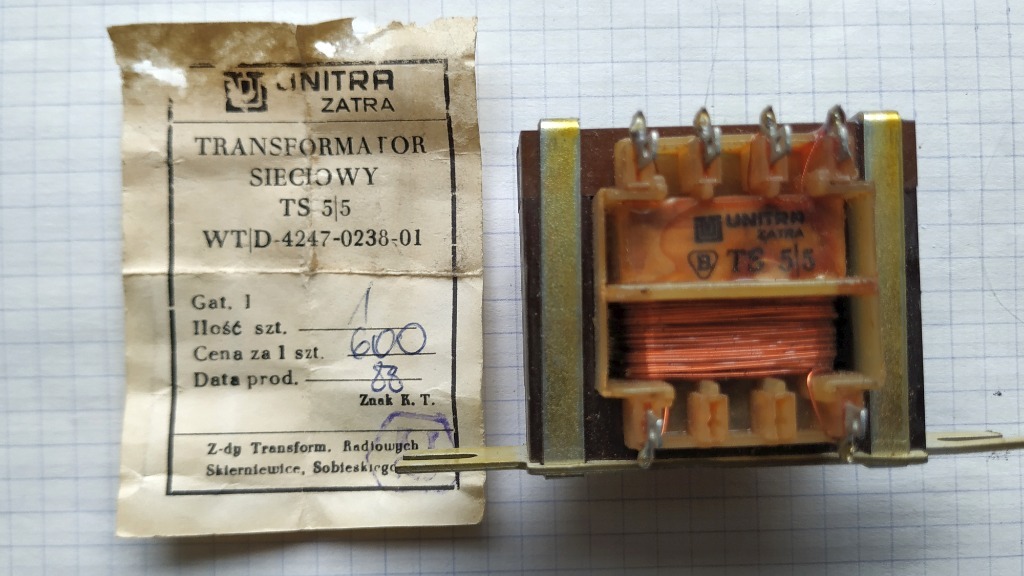 UNITRA
ZATRA
TRANSFORMATOR
SIECIOWY
TS 5|5
WT|D-4247-0238-01
Gat. I
Ilość szt. 1
Cena za 1 szt. 600
Data prod. 88
Znak K. T.
Z-dy Transform. Radiowych
Skierniewice, Sobieskiego
UNITRA
ZATRA
B TS 5|5